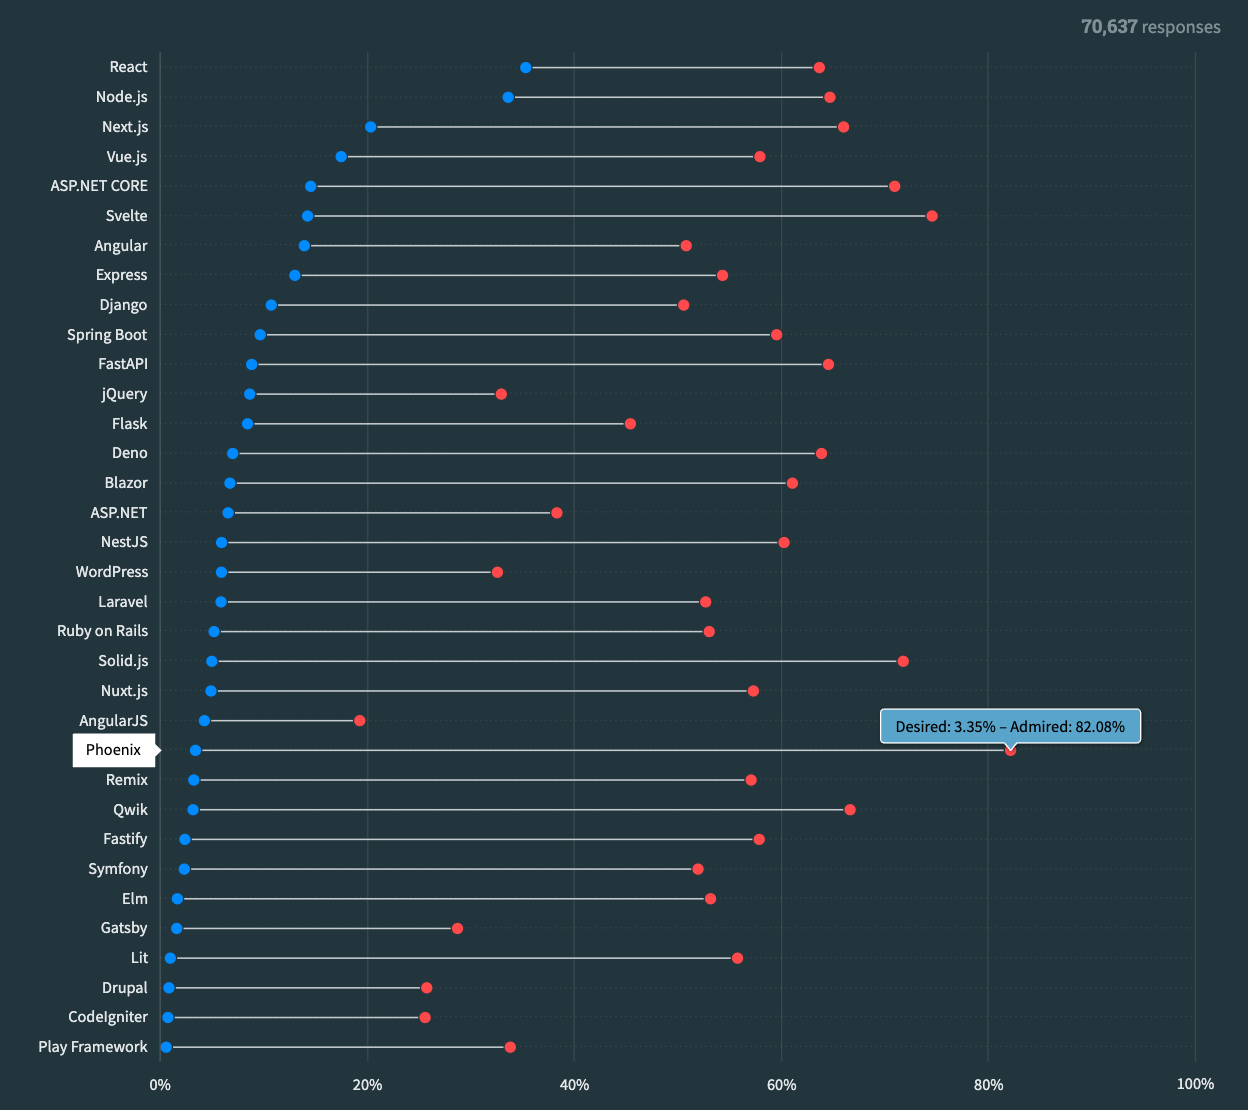 70,637 responses
React
Node.js
Next.js
Vue.js
ASP.NET CORE
Svelte
Angular
Express
Django
Spring Boot
FastAPI
jQuery
Flask
Deno
Blazor
ASP.NET
NestJS
WordPress
Laravel
Ruby on Rails
Solid.js
Nuxt.js
AngularJS
Desired: 3.35% – Admired: 82.08%
Phoenix
Remix
Qwik
Fastify
Symfony
Elm
Gatsby
Lit
Drupal
CodeIgniter
Play Framework
0% 20% 40% 60% 80% 100%